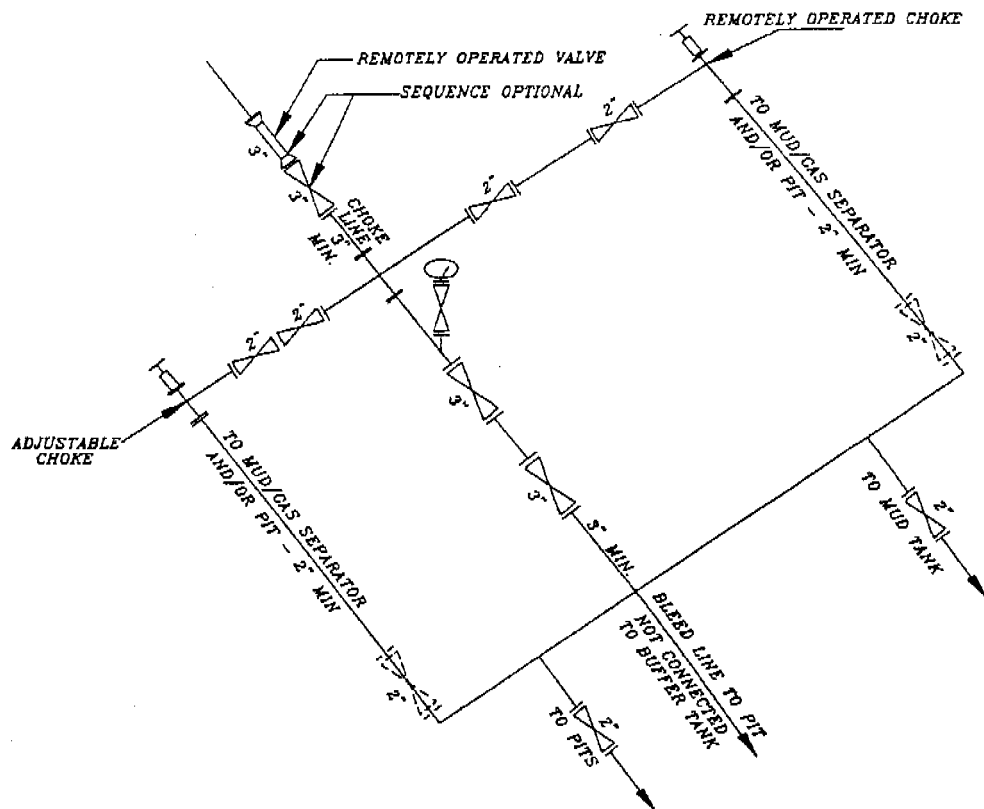 REMOTELY OPERATED CHOKE
REMOTELY OPERATED VALVE
SEQUENCE OPTIONAL
3"
3"
CHOKE
LINE
3"
MIN.
2"
2"
TO MUD/GAS SEPARATOR
AND/OR PIT - 2" MIN
2"
2"
2"
3"
ADJUSTABLE
CHOKE
TO MUD/GAS SEPARATOR
AND/OR PIT - 2" MIN
3"
3" MIN.
2"
TO MUD TANK
BLEED LINE TO PIT
NOT CONNECTED
TO BUFFER TANK
2"
2"
TO PITS